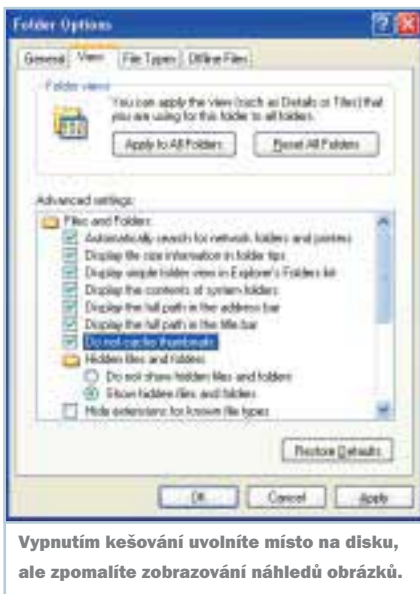 Folder Options
General View File Types Offline Files
Folder views
You can apply the view (such as Details or Tiles) that
you are using for this folder to all folders.
Apply to All Folders Reset All Folders
Advanced settings:
Files and Folders
Automatically search for network folders and printers
Display file size information in folder tips
Display simple folder view in Explorer's Folders list
Display the contents of system folders
Display the full path in the address bar
Display the full path in the title bar
Do not cache thumbnails
Hidden files and folders
Do not show hidden files and folders
Show hidden files and folders
Hide extensions for known file types
Restore Defaults
OK Cancel Apply
Vypnutím kešování uvolníte místo na disku,
ale zpomalíte zobrazování náhledů obrázků.